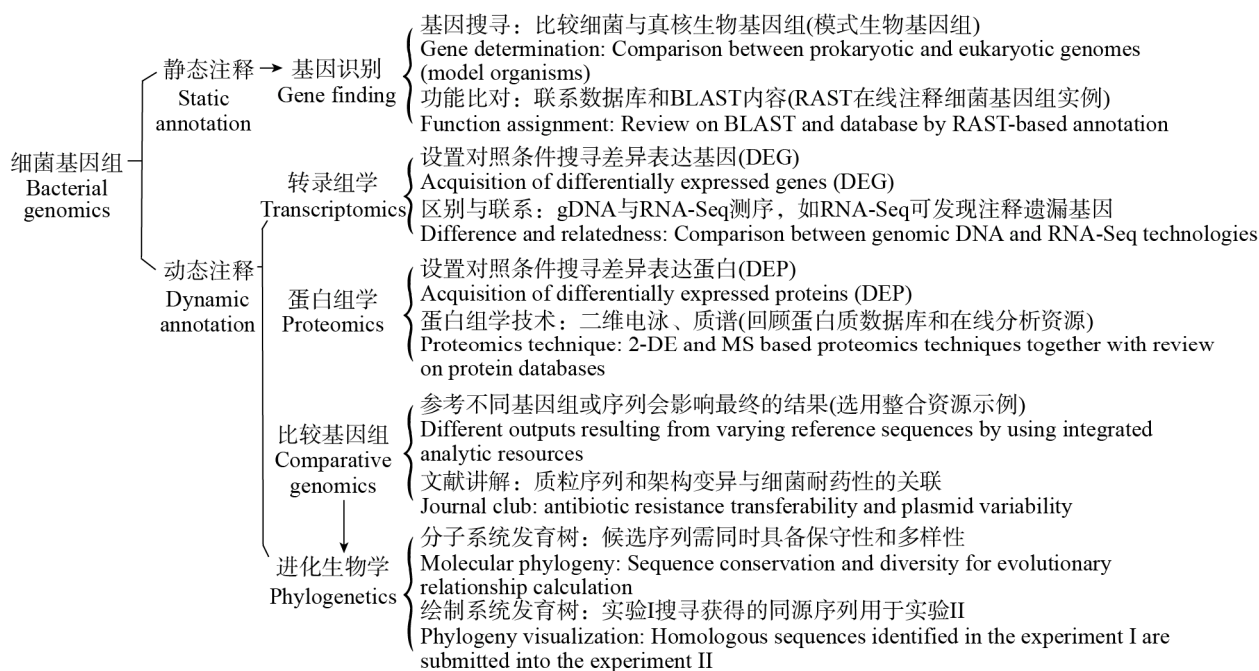 细菌基因组
Bacterial
genomics
静态注释
Static
annotation
基因识别
Gene finding
基因搜寻：比较细菌与真核生物基因组(模式生物基因组)
Gene determination: Comparison between prokaryotic and eukaryotic genomes
(model organisms)
功能比对：联系数据库和BLAST内容(RAST在线注释细菌基因组实例)
Function assignment: Review on BLAST and database by RAST-based annotation
动态注释
Dynamic
annotation
转录组学
Transcriptomics
设置对照条件搜寻差异表达基因(DEG)
Acquisition of differentially expressed genes (DEG)
区别与联系：gDNA与RNA-Seq测序，如RNA-Seq可发现注释遗漏基因
Difference and relatedness: Comparison between genomic DNA and RNA-Seq technologies
蛋白组学
Proteomics
设置对照条件搜寻差异表达蛋白(DEP)
Acquisition of differentially expressed proteins (DEP)
蛋白组学技术：二维电泳、质谱(回顾蛋白质数据库和在线分析资源)
Proteomics technique: 2-DE and MS based proteomics techniques together with review
on protein databases
比较基因组
Comparative
genomics
参考不同基因组或序列会影响最终的结果(选用整合资源示例)
Different outputs resulting from varying reference sequences by using integrated
analytic resources
文献讲解：质粒序列和架构变异与细菌耐药性的关联
Journal club: antibiotic resistance transferability and plasmid variability
进化生物学
Phylogenetics
分子系统发育树：候选序列需同时具备保守性和多样性
Molecular phylogeny: Sequence conservation and diversity for evolutionary
relationship calculation
绘制系统发育树：实验I搜寻获得的同源序列用于实验II
Phylogeny visualization: Homologous sequences identified in the experiment I are
submitted into the experiment II